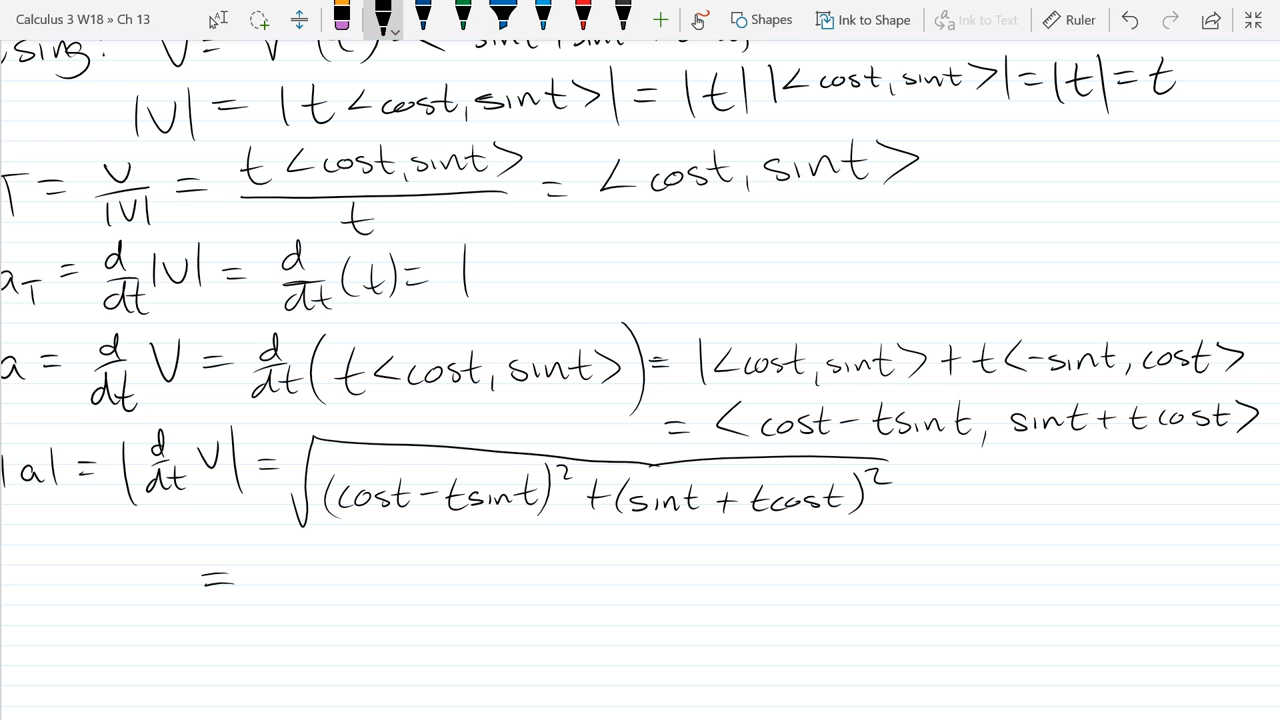 Calculus 3 W18 » Ch 13 Shapes Ink to Shape Ink to Text Ruler
|V| = |t <cost, sint>| = |t| |<cost, sint>| = |t| = t
T = V/|V| = t<cost, sint>/t = <cost, sint>
a_T = d/dt |V| = d/dt (t) = 1
a = d/dt V = d/dt (t<cost, sint>) = 1<cost, sint> + t<-sint, cost>
= <cost - tsint, sint + tcost>
|a| = |d/dt V| = √((cost - tsint)² + (sint + tcost)²)
=